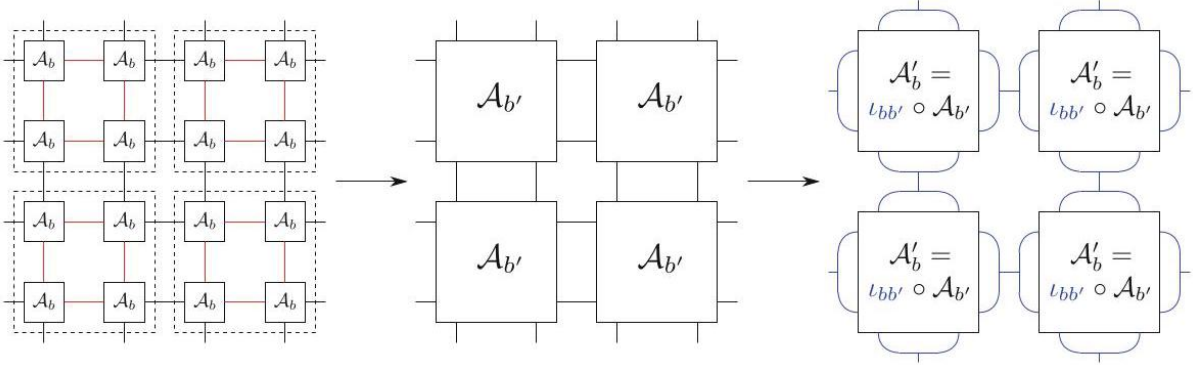 𝒜_b 𝒜_b 𝒜_b 𝒜_b
𝒜_b 𝒜_b 𝒜_b 𝒜_b
𝒜_b 𝒜_b 𝒜_b 𝒜_b
𝒜_b 𝒜_b 𝒜_b 𝒜_b
𝒜_{b′} 𝒜_{b′}
𝒜_{b′} 𝒜_{b′}
𝒜′_b = 𝒜′_b =
ι_{bb′} ∘ 𝒜_{b′} ι_{bb′} ∘ 𝒜_{b′}
𝒜′_b = 𝒜′_b =
ι_{bb′} ∘ 𝒜_{b′} ι_{bb′} ∘ 𝒜_{b′}